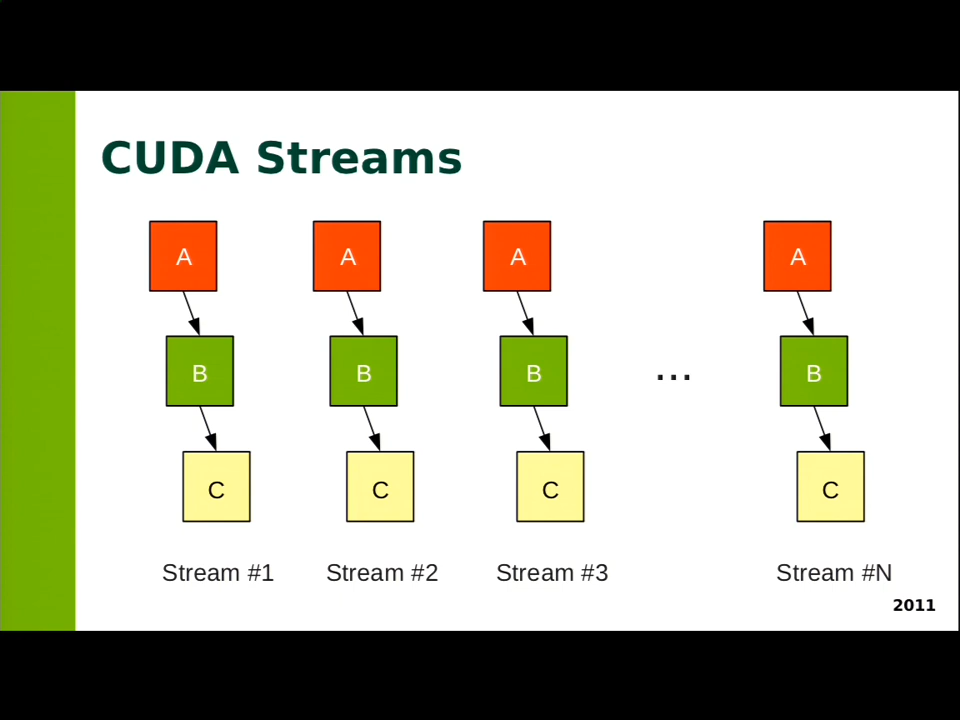 CUDA Streams
A A A A
B B B ... B
C C C C
Stream #1 Stream #2 Stream #3 Stream #N
2011